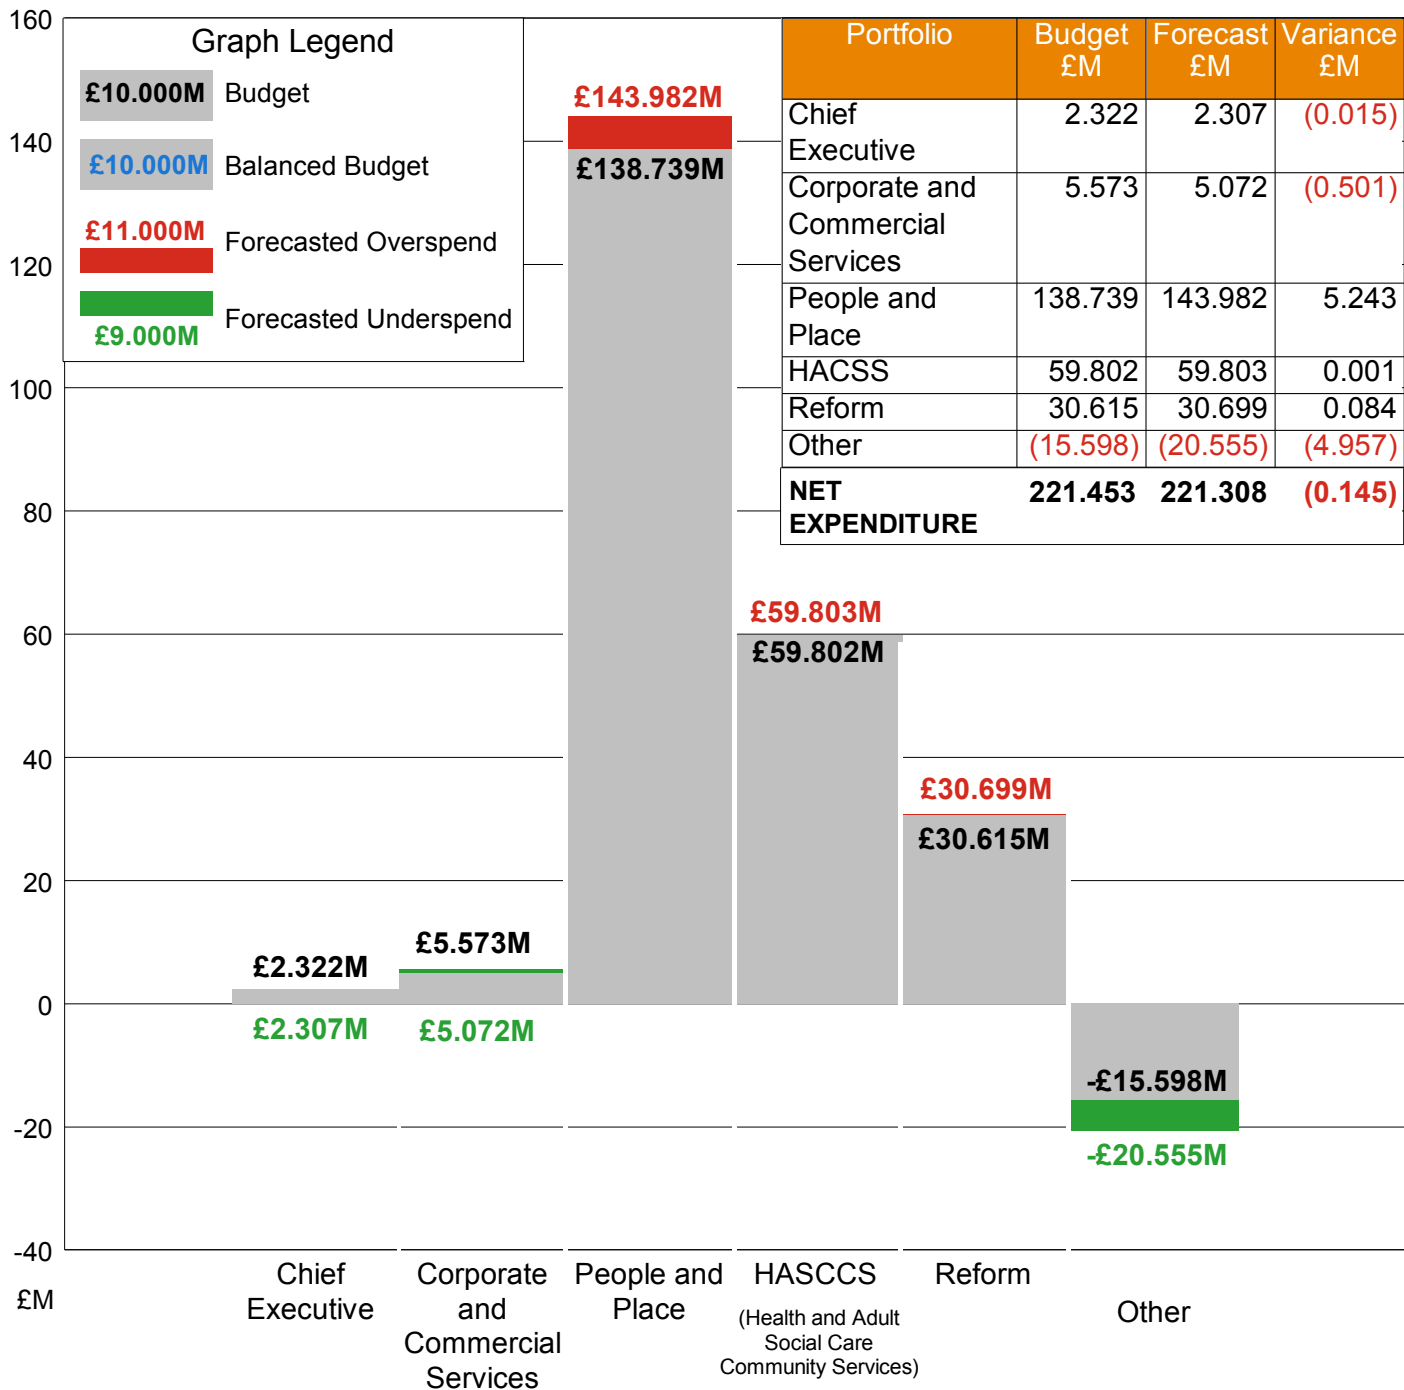 160
140
120
100
80
60
40
20
0
-20
-40
£M
Graph Legend
£10.000M Budget
£10.000M Balanced Budget
£11.000M
Forecasted Overspend
Forecasted Underspend
£9.000M
Portfolio Budget Forecast Variance
£M £M £M
Chief 2.322 2.307 (0.015)
Executive
Corporate and 5.573 5.072 (0.501)
Commercial
Services
People and 138.739 143.982 5.243
Place
HACSS 59.802 59.803 0.001
Reform 30.615 30.699 0.084
Other (15.598) (20.555) (4.957)
NET 221.453 221.308 (0.145)
EXPENDITURE
£2.322M
£2.307M
£5.573M
£5.072M
£143.982M
£138.739M
£59.803M
£59.802M
£30.699M
£30.615M
-£15.598M
-£20.555M
Chief
Executive
Corporate
and
Commercial
Services
People and
Place
HASCCS
(Health and Adult
Social Care
Community Services)
Reform
Other